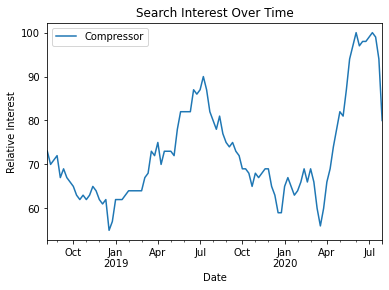 Search Interest Over Time
Compressor
Relative Interest
100
90
80
70
60
Oct Jan Apr Jul Oct Jan Apr Jul
2019 2020
Date